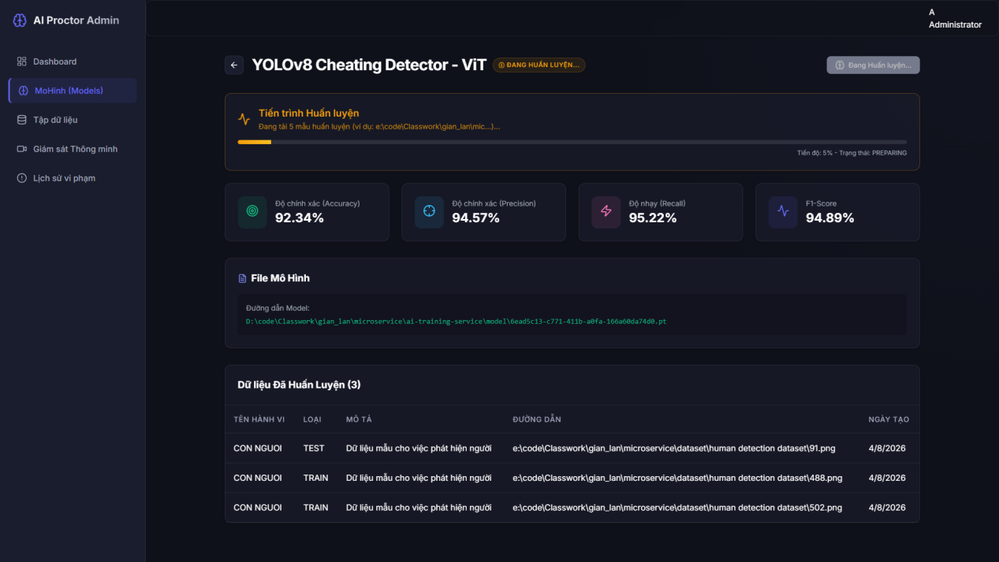 AI Proctor Admin
A
Administrator
Dashboard
MoHinh (Models)
Tập dữ liệu
Giám sát Thông minh
Lịch sử vi phạm
YOLOv8 Cheating Detector - ViT
ĐANG HUẤN LUYỆN...
Đang Huấn luyện...
Tiến trình Huấn luyện
Đang tải 5 mẫu huấn luyện (ví dụ: e:\code\Classwork\gian_lan\mic...)...
Tiến độ: 5% - Trạng thái: PREPARING
Độ chính xác (Accuracy)
92.34%
Độ chính xác (Precision)
94.57%
Độ nhạy (Recall)
95.22%
F1-Score
94.89%
File Mô Hình
Đường dẫn Model:
D:\code\Classwork\gian_lan\microservice\ai-training-service\model\6ead5c13-c771-411b-a0fa-166a60da74d0.pt
Dữ liệu Đã Huấn Luyện (3)
TÊN HÀNH VI LOẠI MÔ TẢ ĐƯỜNG DẪN NGÀY TẠO
CON NGUOI TEST Dữ liệu mẫu cho việc phát hiện người e:\code\Classwork\gian_lan\microservice\dataset\human detection dataset\91.png 4/8/2026
CON NGUOI TRAIN Dữ liệu mẫu cho việc phát hiện người e:\code\Classwork\gian_lan\microservice\dataset\human detection dataset\488.png 4/8/2026
CON NGUOI TRAIN Dữ liệu mẫu cho việc phát hiện người e:\code\Classwork\gian_lan\microservice\dataset\human detection dataset\502.png 4/8/2026